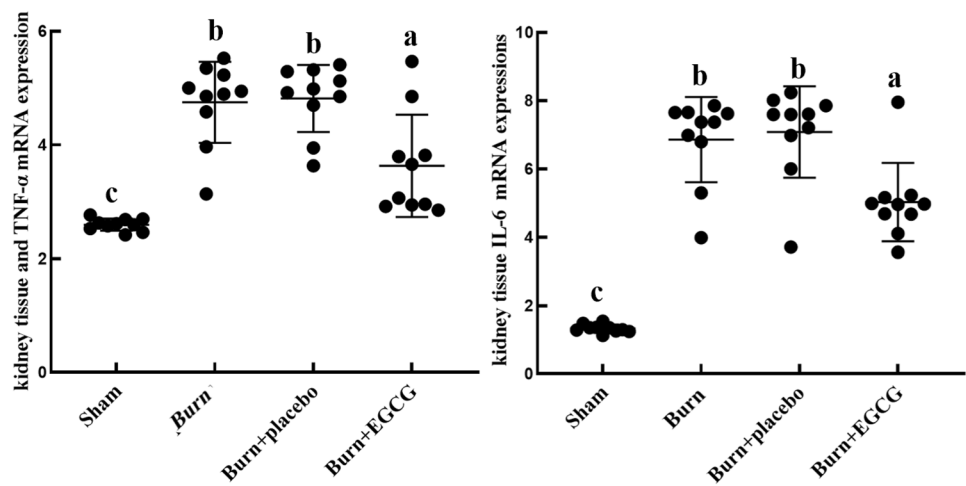 kidney tissue and TNF-α mRNA expression
6
4
2
0
c
b
b
a
Sham
Burn
Burn+placebo
Burn+EGCG
kidney tissue IL-6 mRNA expressions
10
8
6
4
2
0
c
b
b
a
Sham
Burn
Burn+placebo
Burn+EGCG